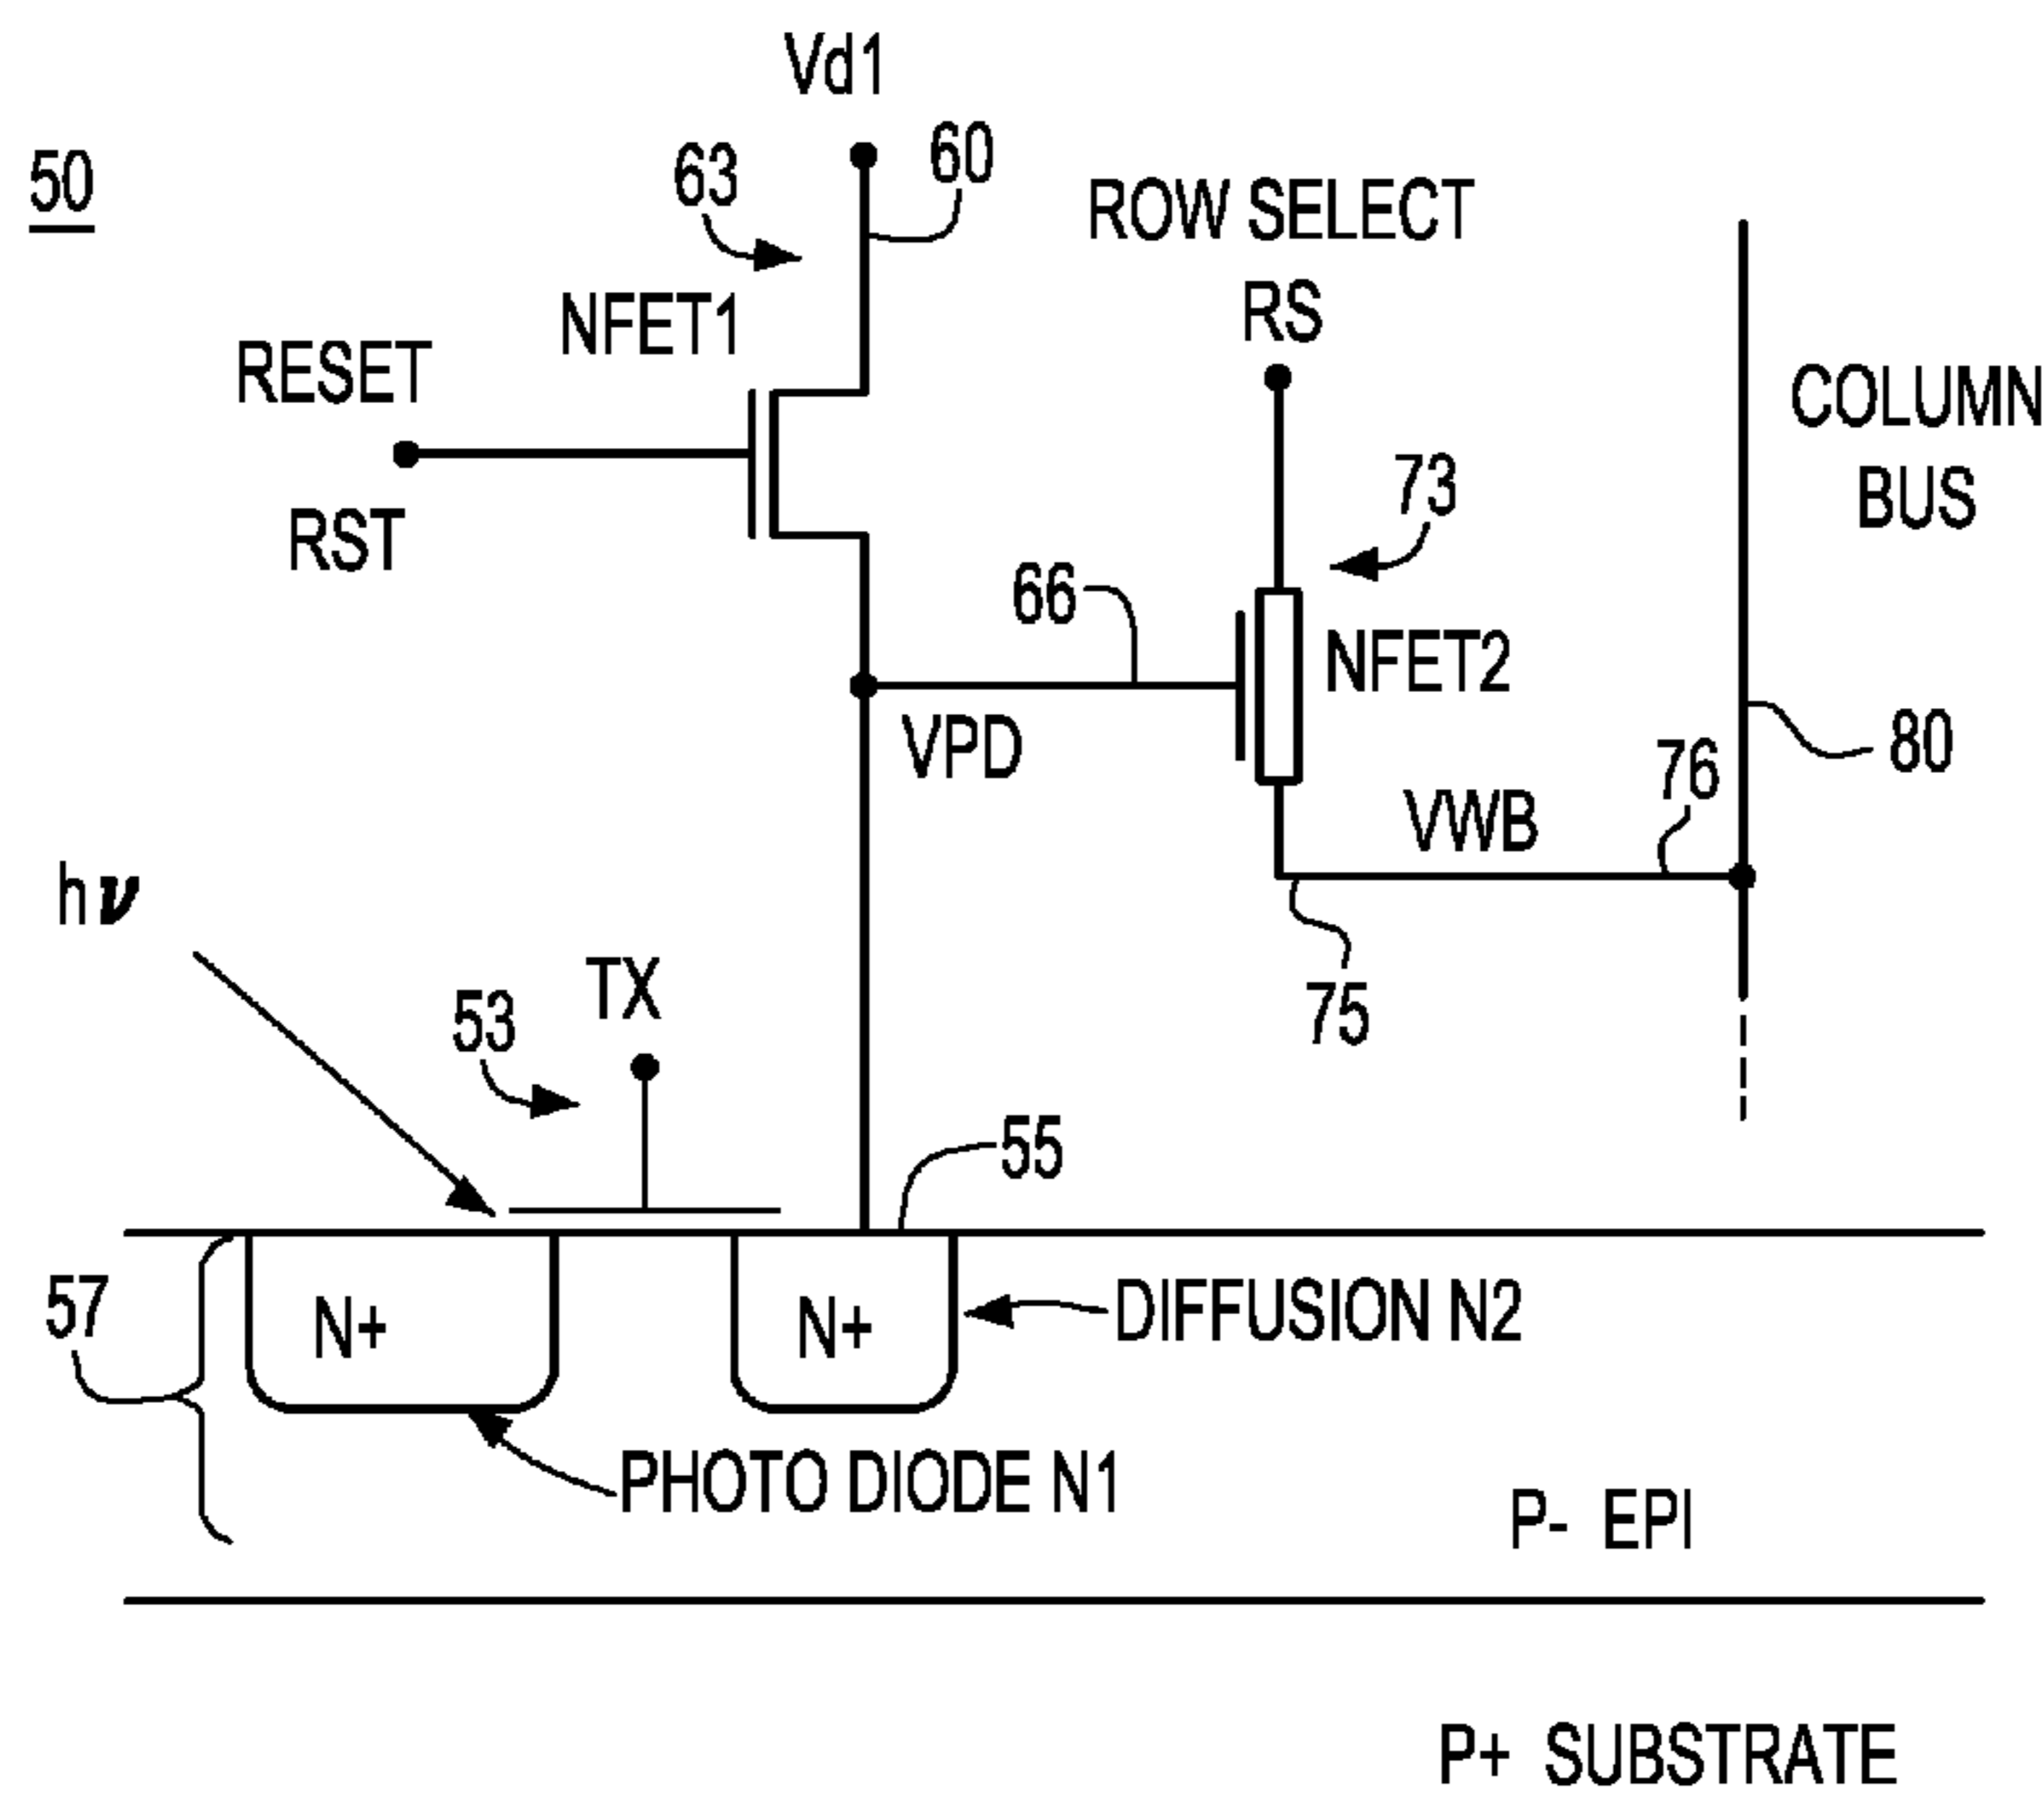 Vd1
50
63
60
ROW SELECT
RS
NFET1
RESET
RST
COLUMN
BUS
73
66
NFET2
VPD
80
76
VWB
hν
TX
53
75
55
57
N+
N+
DIFFUSION N2
PHOTO DIODE N1
P- EPI
P+ SUBSTRATE